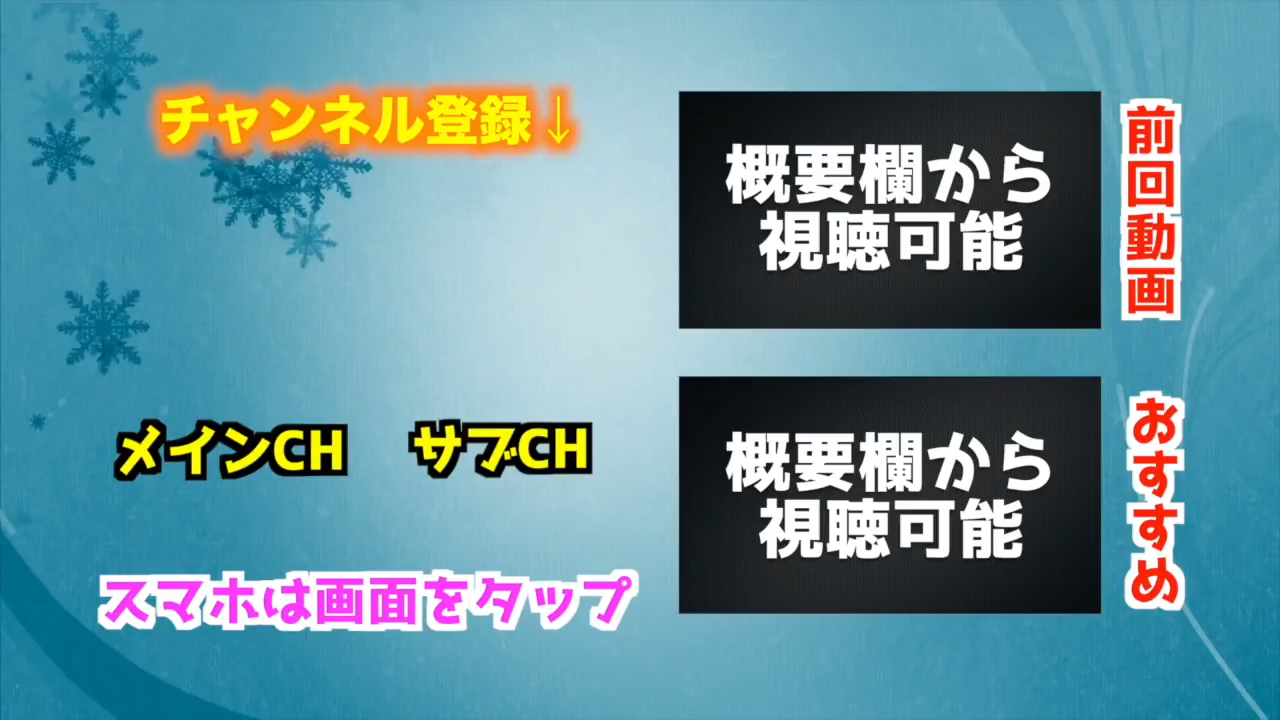 チャンネル登録↓
メインCH
サブCH
スマホは画面をタップ
概要欄から
視聴可能
前回動画
概要欄から
視聴可能
おすすめ